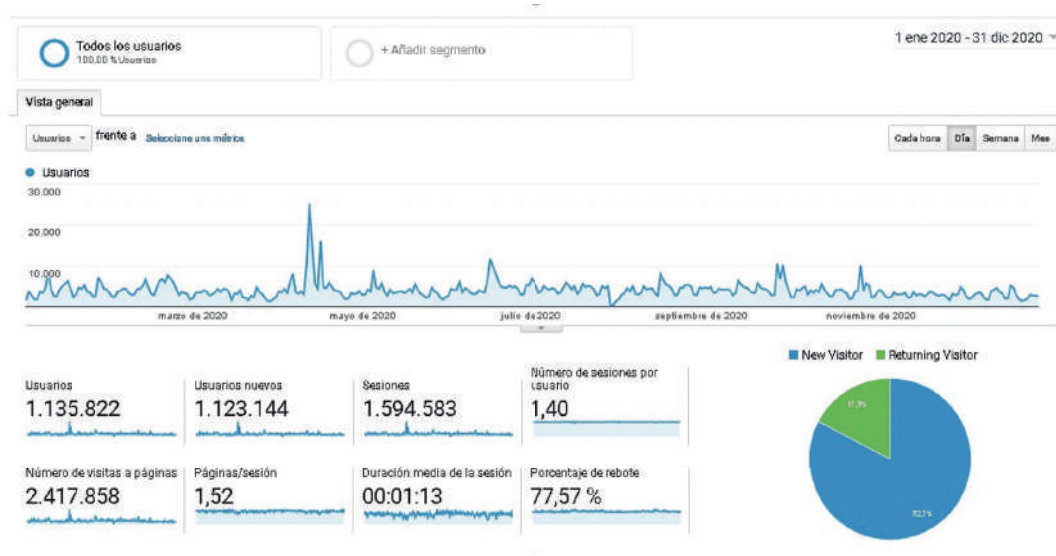 Todos los usuarios
100,00 % Usuarios
+ Añadir segmento
1 ene 2020 - 31 dic 2020
Vista general
Usuarios frente a Seleccione una métrica
Cada hora Día Semana Mes
Usuarios
30.000
20.000
10.000
marzo de 2020 mayo de 2020 julio de 2020 septiembre de 2020 noviembre de 2020
New Visitor Returning Visitor
Usuarios
1.135.822
Usuarios nuevos
1.123.144
Sesiones
1.594.583
Número de sesiones por
usuario
1,40
Número de visitas a páginas
2.417.858
Páginas/sesión
1,52
Duración media de la sesión
00:01:13
Porcentaje de rebote
77,57 %